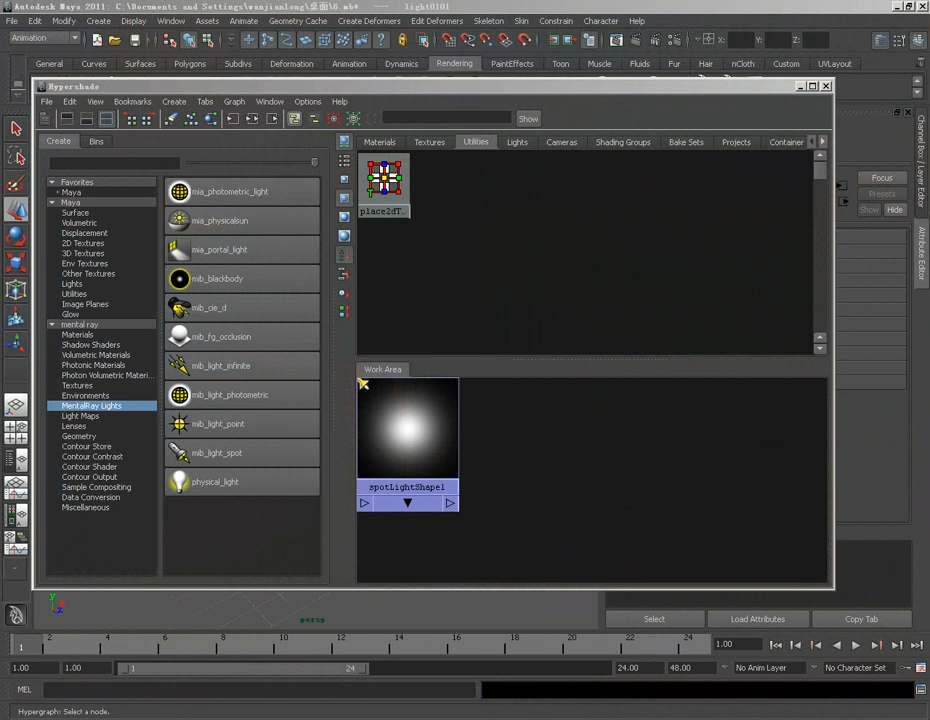 Autodesk Maya 2011: C:\Documents and Settings\wanjianlong\桌面\6.mb* --- light0101
File Edit Modify Create Display Window Assets Animate Geometry Cache Create Deformers Edit Deformers Skeleton Skin Constrain Character Help
Animation X: Y: Z:
General Curves Surfaces Polygons Subdivs Deformation Animation Dynamics Rendering PaintEffects Toon Muscle Fluids Fur Hair nCloth Custom UVLayout
Hypershade
File Edit View Bookmarks Create Tabs Graph Window Options Help
Show
Create Bins
Materials Textures Utilities Lights Cameras Shading Groups Bake Sets Projects Container
Favorites
+ Maya
Maya
Surface
Volumetric
Displacement
2D Textures
3D Textures
Env Textures
Other Textures
Lights
Utilities
Image Planes
Glow
mental ray
Materials
Shadow Shaders
Volumetric Materials
Photonic Materials
Photon Volumetric Materi...
Textures
Environments
MentalRay Lights
Light Maps
Lenses
Geometry
Contour Store
Contour Contrast
Contour Shader
Contour Output
Sample Compositing
Data Conversion
Miscellaneous
mia_photometric_light
mia_physicalsun
mia_portal_light
mib_blackbody
mib_cie_d
mib_fg_occlusion
mib_light_infinite
mib_light_photometric
mib_light_point
mib_light_spot
physical_light
place2dT...
Work Area
spotLightShape1
Focus
Presets
Show Hide
Channel Box / Layer Editor
Attribute Editor
y
z
persp
Select Load Attributes Copy Tab
1 2 4 6 8 10 12 14 16 18 20 22 24 1.00
1.00 1.00 1 24 24.00 48.00 No Anim Layer No Character Set
MEL
Hypergraph: Select a node.